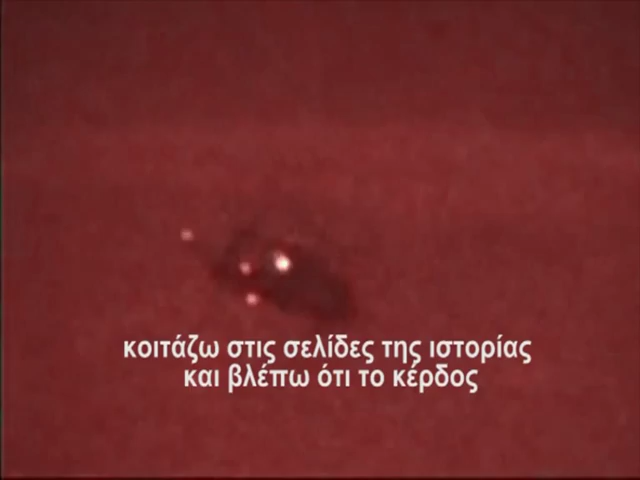 κοιτάζω στις σελίδες της ιστορίας
και βλέπω ότι το κέρδος